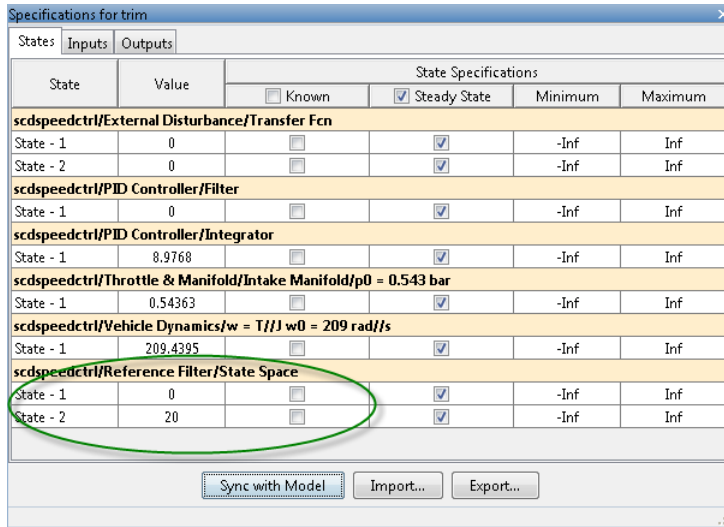 Specifications for trim
States Inputs Outputs
State Specifications
State Value
Known Steady State Minimum Maximum
scdspeedctrl/External Disturbance/Transfer Fcn
State - 1 0 -Inf Inf
State - 2 0 -Inf Inf
scdspeedctrl/PID Controller/Filter
State - 1 0 -Inf Inf
scdspeedctrl/PID Controller/Integrator
State - 1 8.9768 -Inf Inf
scdspeedctrl/Throttle & Manifold/Intake Manifold/p0 = 0.543 bar
State - 1 0.54363 -Inf Inf
scdspeedctrl/Vehicle Dynamics/w = T//J w0 = 209 rad//s
State - 1 209.4395 -Inf Inf
scdspeedctrl/Reference Filter/State Space
State - 1 0 -Inf Inf
State - 2 20 -Inf Inf
Sync with Model Import... Export...